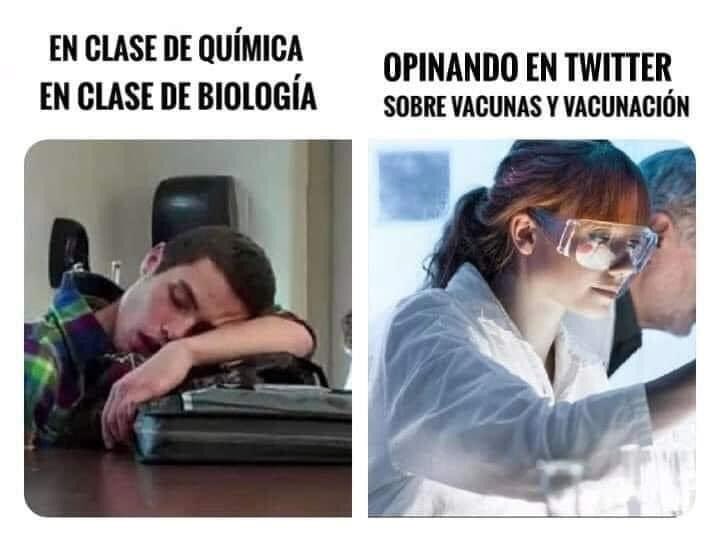 EN CLASE DE QUÍMICA
EN CLASE DE BIOLOGÍA
OPINANDO EN TWITTER
SOBRE VACUNAS Y VACUNACIÓN